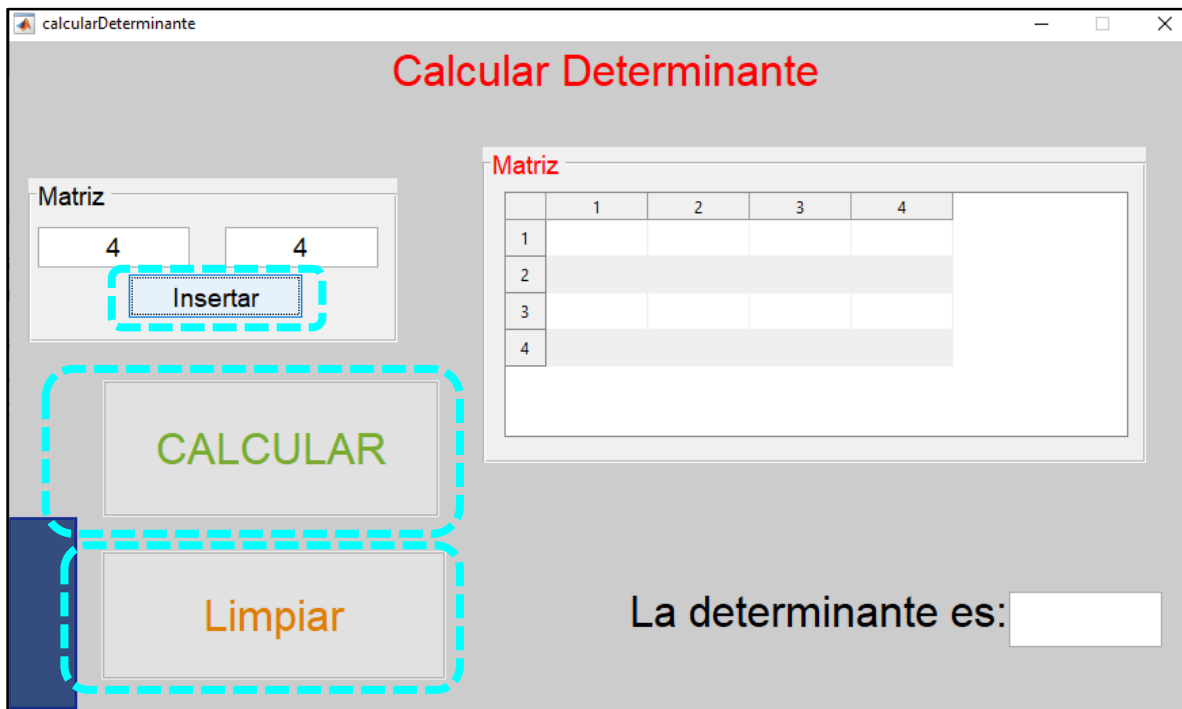 calcularDeterminante
Calcular Determinante
Matriz
4 4
Insertar
CALCULAR
Limpiar
Matriz
1 2 3 4
1
2
3
4
La determinante es: